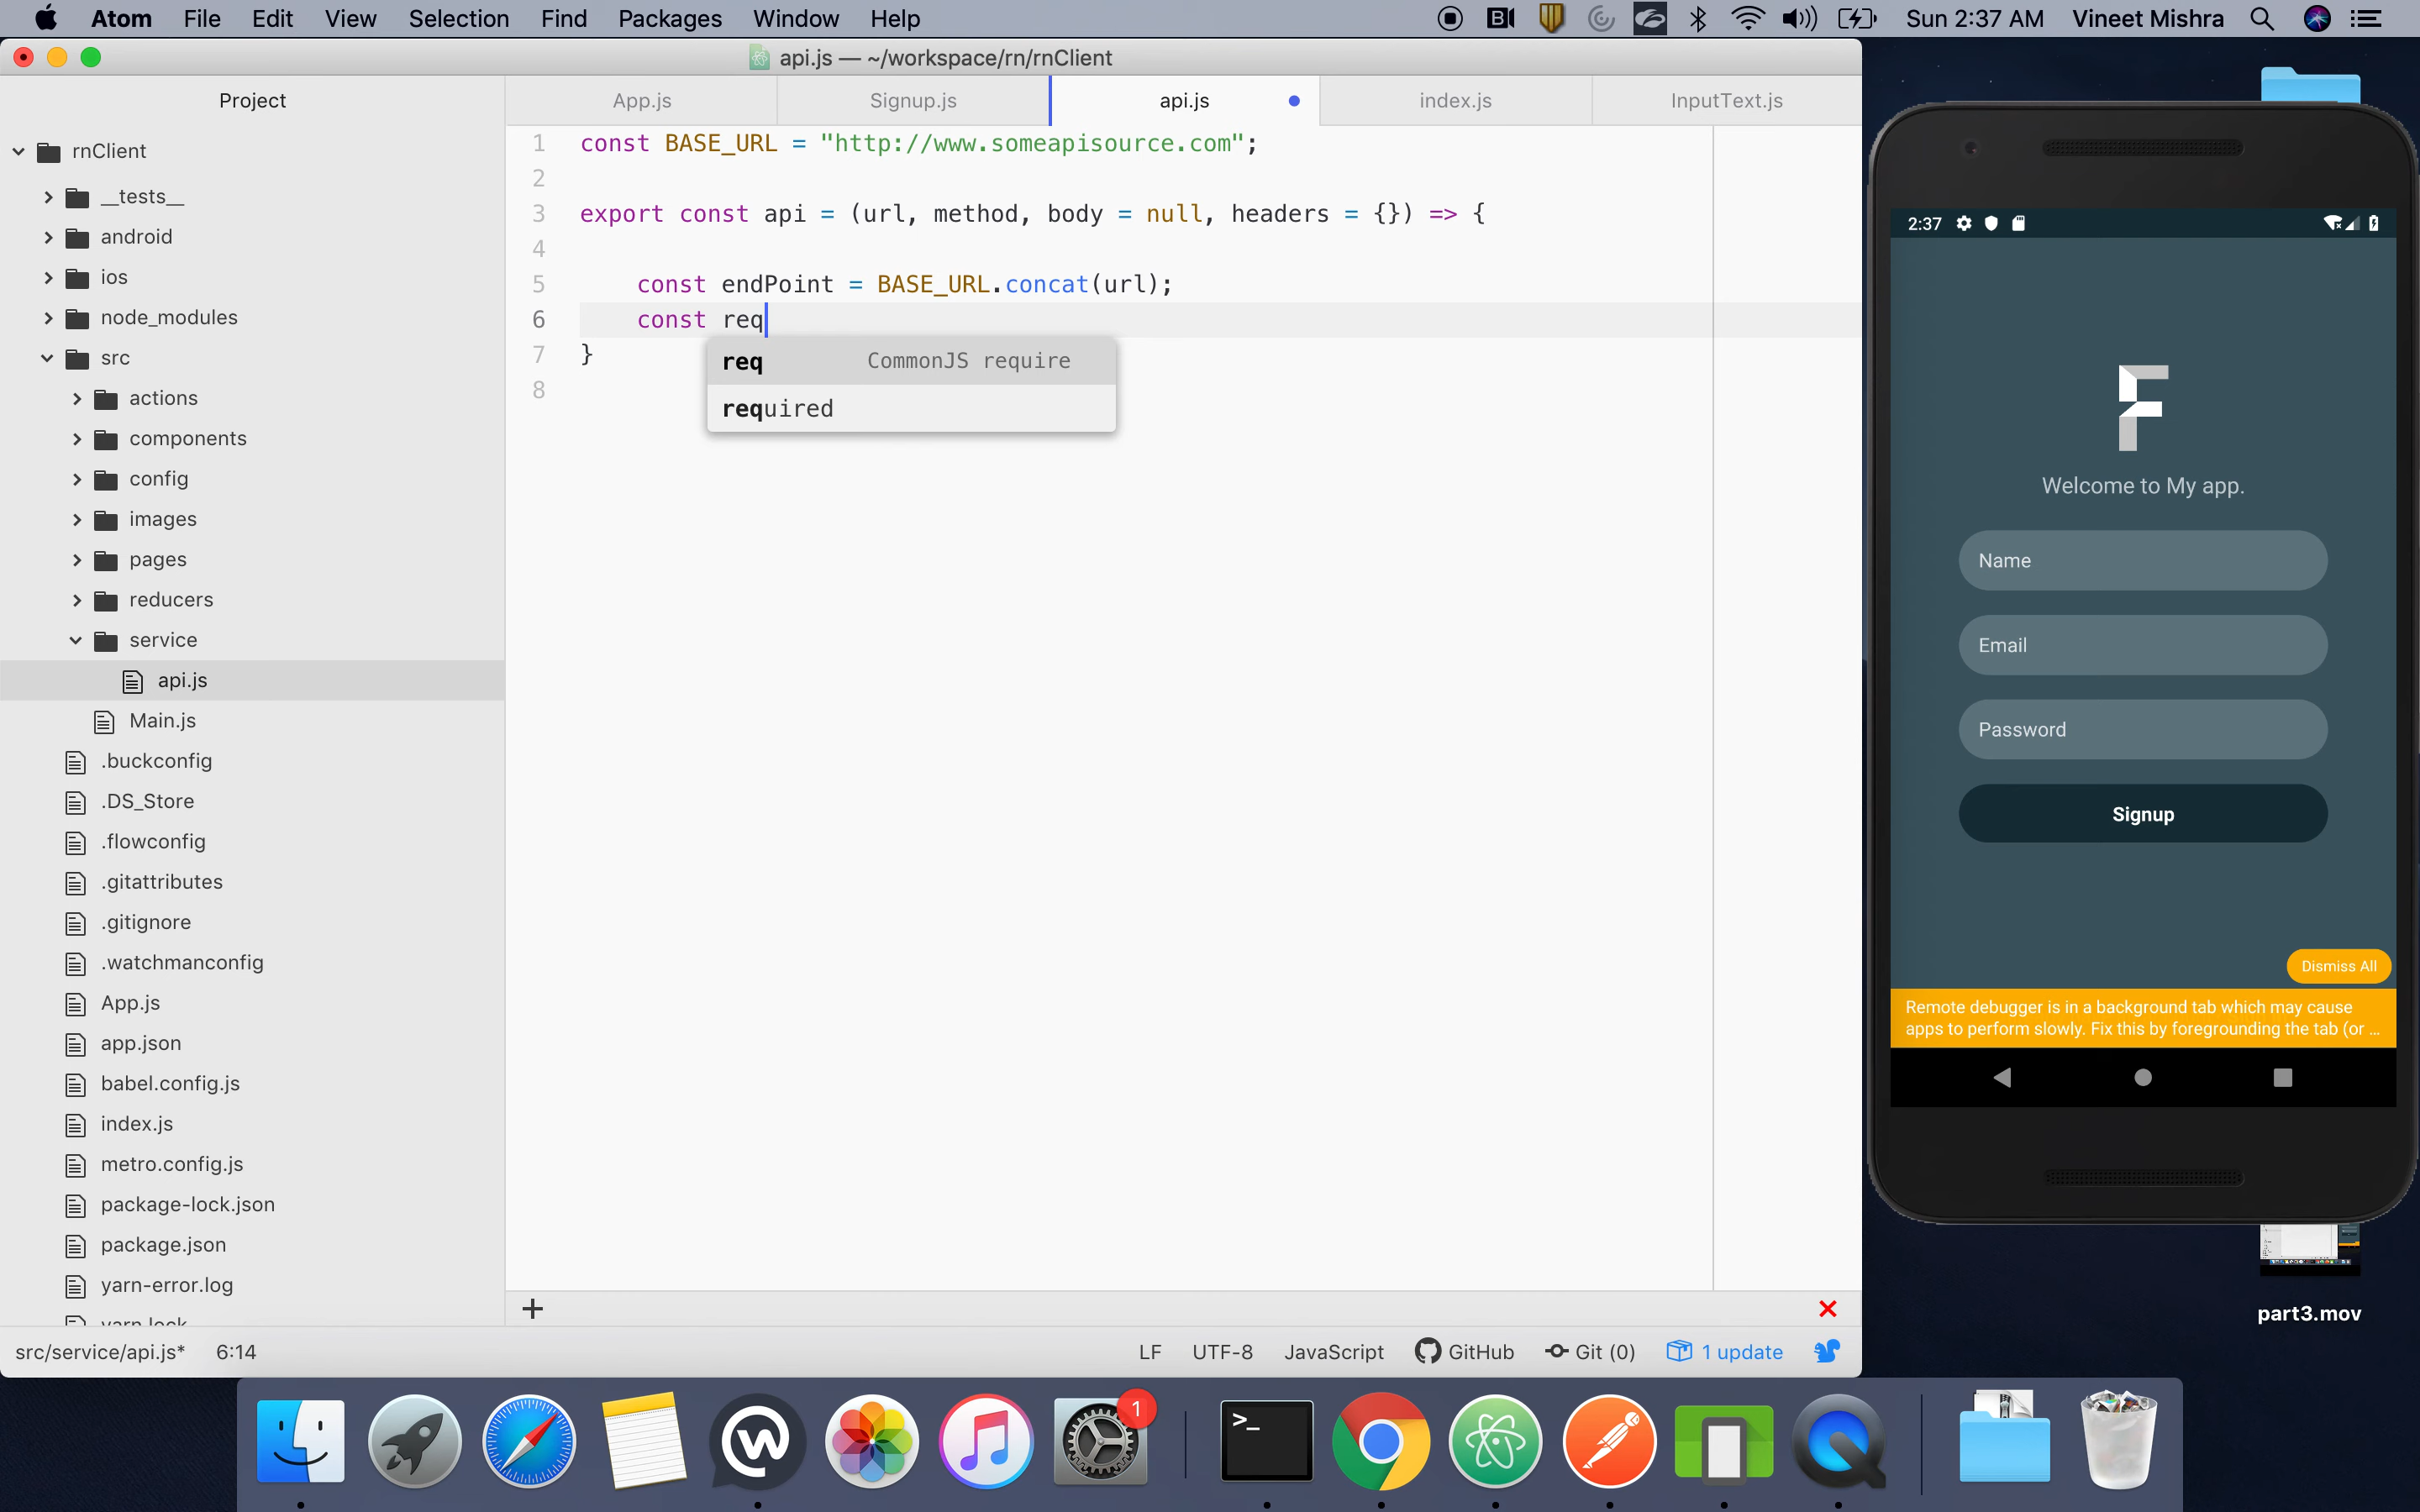 Atom File Edit View Selection Find Packages Window Help
Sun 2:37 AM Vineet Mishra
api.js — ~/workspace/rn/rnClient
Project
rnClient
__tests__
android
ios
node_modules
src
actions
components
config
images
pages
reducers
service
api.js
Main.js
.buckconfig
.DS_Store
.flowconfig
.gitattributes
.gitignore
.watchmanconfig
App.js
app.json
babel.config.js
index.js
metro.config.js
package-lock.json
package.json
yarn-error.log
yarn.lock
App.js Signup.js api.js index.js InputText.js
1 const BASE_URL = "http://www.someapisource.com";
2
3 export const api = (url, method, body = null, headers = {}) => {
4
5 const endPoint = BASE_URL.concat(url);
6 const req
7 }
8
req CommonJS require
required
src/service/api.js* 6:14
LF UTF-8 JavaScript GitHub Git (0) 1 update
2:37
Welcome to My app.
Name
Email
Password
Signup
Dismiss All
Remote debugger is in a background tab which may cause
apps to perform slowly. Fix this by foregrounding the tab (or ...
part3.mov
1
>_